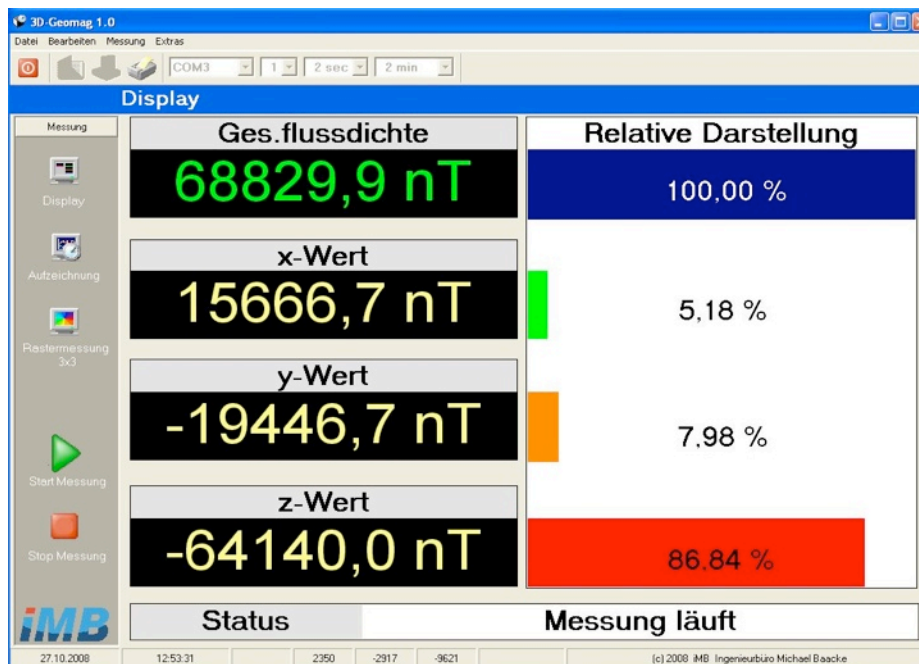 3D-Geomag 1.0
Datei Bearbeiten Messung Extras
COM3 1 2 sec 2 min
Display
Messung
Display
Aufzeichnung
Rastermessung
3x3
Start Messung
Stop Messung
iMB
Ges.flussdichte
68829,9 nT
x-Wert
15666,7 nT
y-Wert
-19446,7 nT
z-Wert
-64140,0 nT
Relative Darstellung
100,00 %
5,18 %
7,98 %
86,84 %
Status Messung läuft
27.10.2008 12:53:31 2350 -2917 -9621 (c) 2008 iMB Ingenieurbüro Michael Baacke